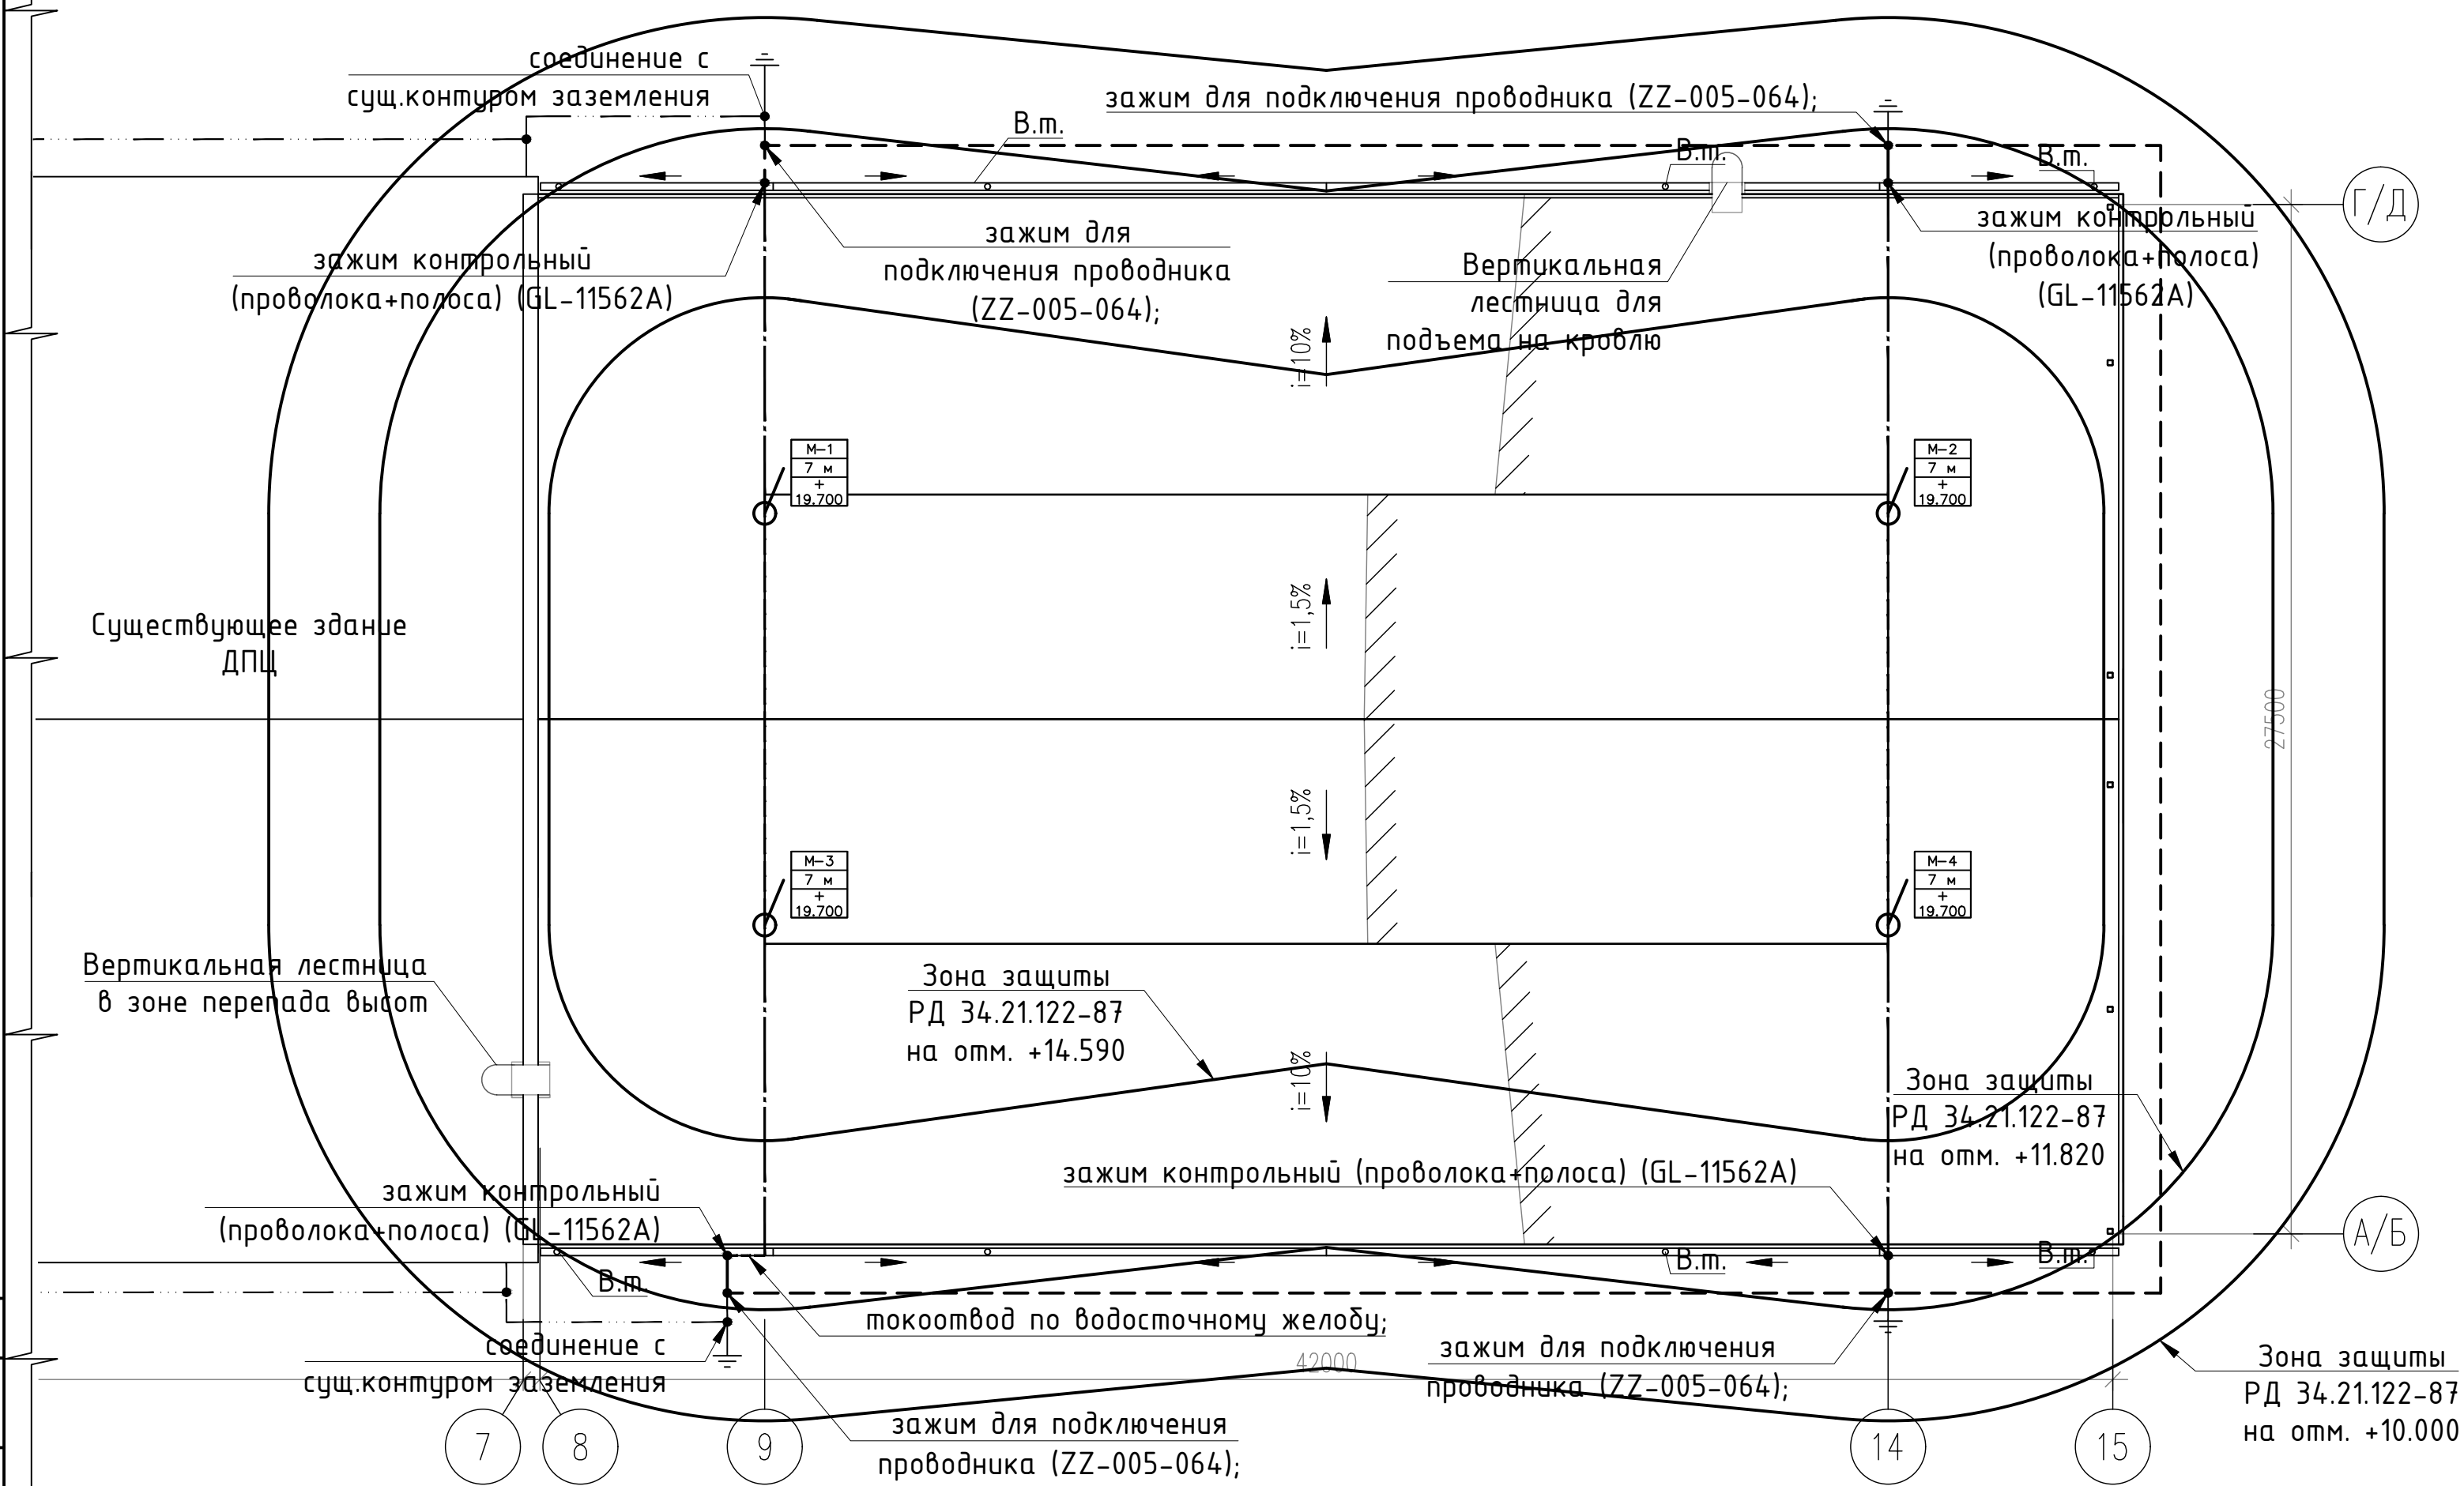 соединение с
сущ.контуром заземления
зажим для подключения проводника (ZZ-005-064);
В.т.
В.т.
В.т.
Г/Д
зажим контрольный
(проволока+полоса) (GL-11562А)
зажим для
подключения проводника
(ZZ-005-064);
Вертикальная
лестница для
подъема на кровлю
зажим контрольный
(проволока+полоса)
(GL-11562А)
i=10%
М-1
7 м
+
19.700
М-2
7 м
+
19.700
Существующее здание
ДПЦ
i=1,5%
27500
i=1,5%
М-3
7 м
+
19.700
М-4
7 м
+
19.700
Вертикальная лестница
в зоне перепада высот
Зона защиты
РД 34.21.122-87
на отм. +14.590
i=10%
Зона защиты
РД 34.21.122-87
на отм. +11.820
зажим контрольный
(проволока+полоса) (GL-11562А)
зажим контрольный (проволока+полоса) (GL-11562А)
А/Б
В.т.
В.т.
В.т.
токоотвод по водосточному желобу;
соединение с
сущ.контуром заземления
42000
зажим для подключения
проводника (ZZ-005-064);
Зона защиты
РД 34.21.122-87
на отм. +10.000
зажим для подключения
проводника (ZZ-005-064);
7
8
9
14
15